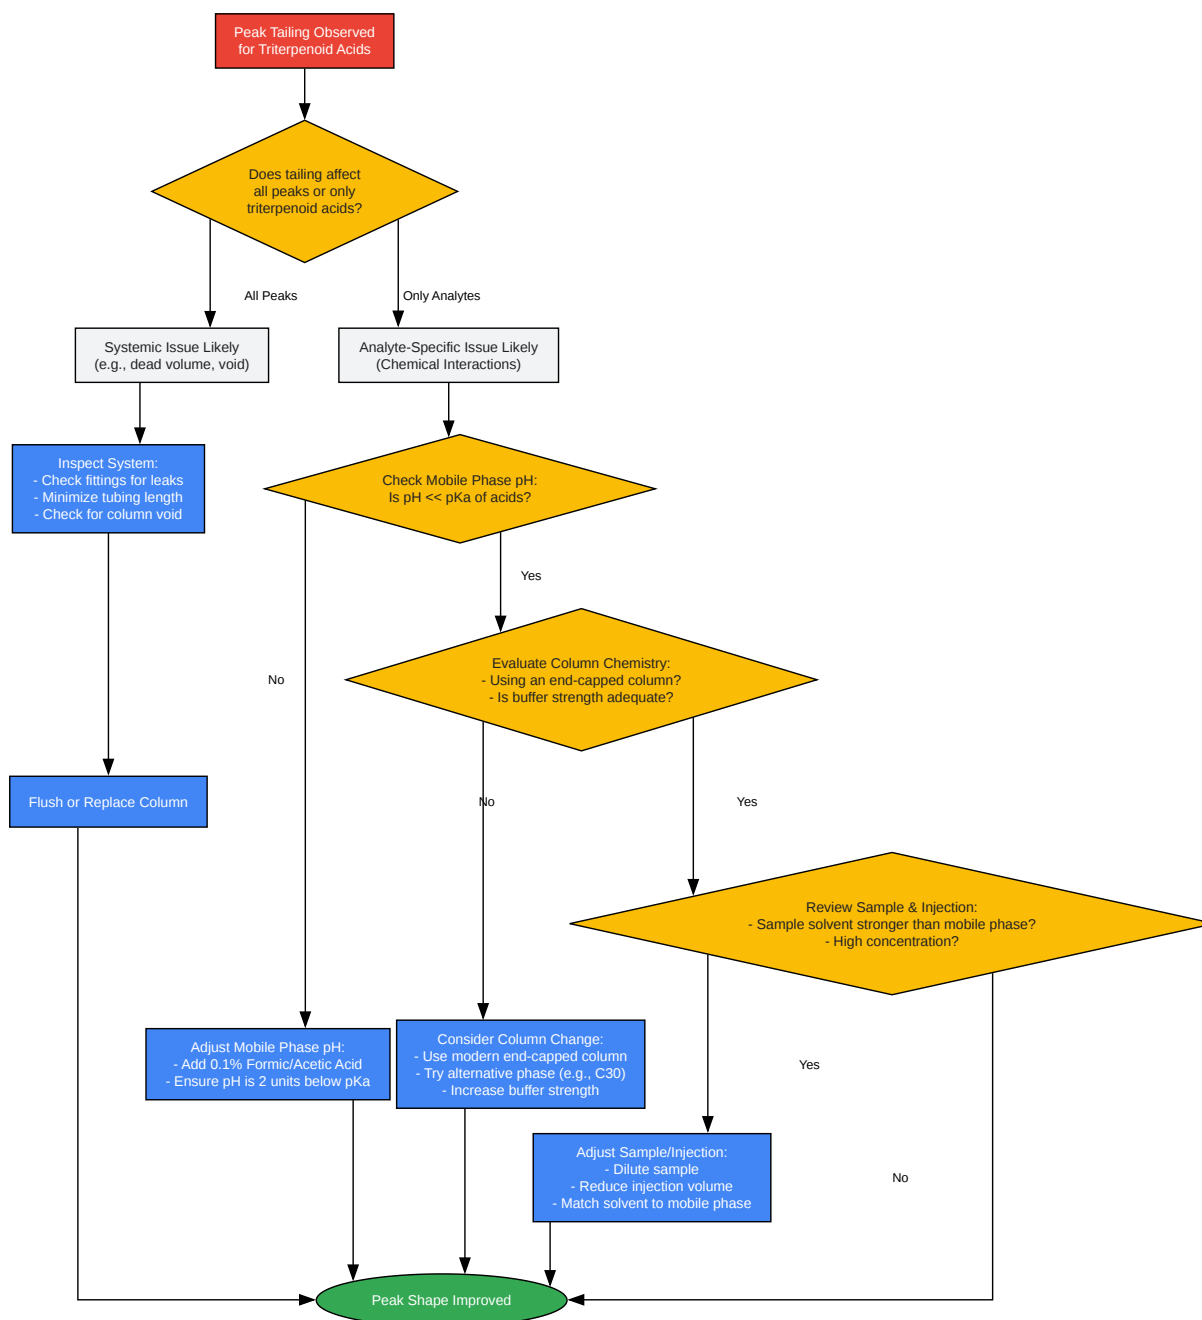 Peak Tailing Observed
for Triterpenoid Acids
Does tailing affect
all peaks or only
triterpenoid acids?
All Peaks
Only Analytes
Systemic Issue Likely
(e.g., dead volume, void)
Analyte-Specific Issue Likely
(Chemical Interactions)
Inspect System:
- Check fittings for leaks
- Minimize tubing length
- Check for column void
Check Mobile Phase pH:
Is pH << pKa of acids?
Yes
No
Evaluate Column Chemistry:
- Using an end-capped column?
- Is buffer strength adequate?
Flush or Replace Column
No
Yes
Review Sample & Injection:
- Sample solvent stronger than mobile phase?
- High concentration?
Adjust Mobile Phase pH:
- Add 0.1% Formic/Acetic Acid
- Ensure pH is 2 units below pKa
Consider Column Change:
- Use modern end-capped column
- Try alternative phase (e.g., C30)
- Increase buffer strength
Yes
No
Adjust Sample/Injection:
- Dilute sample
- Reduce injection volume
- Match solvent to mobile phase
Peak Shape Improved